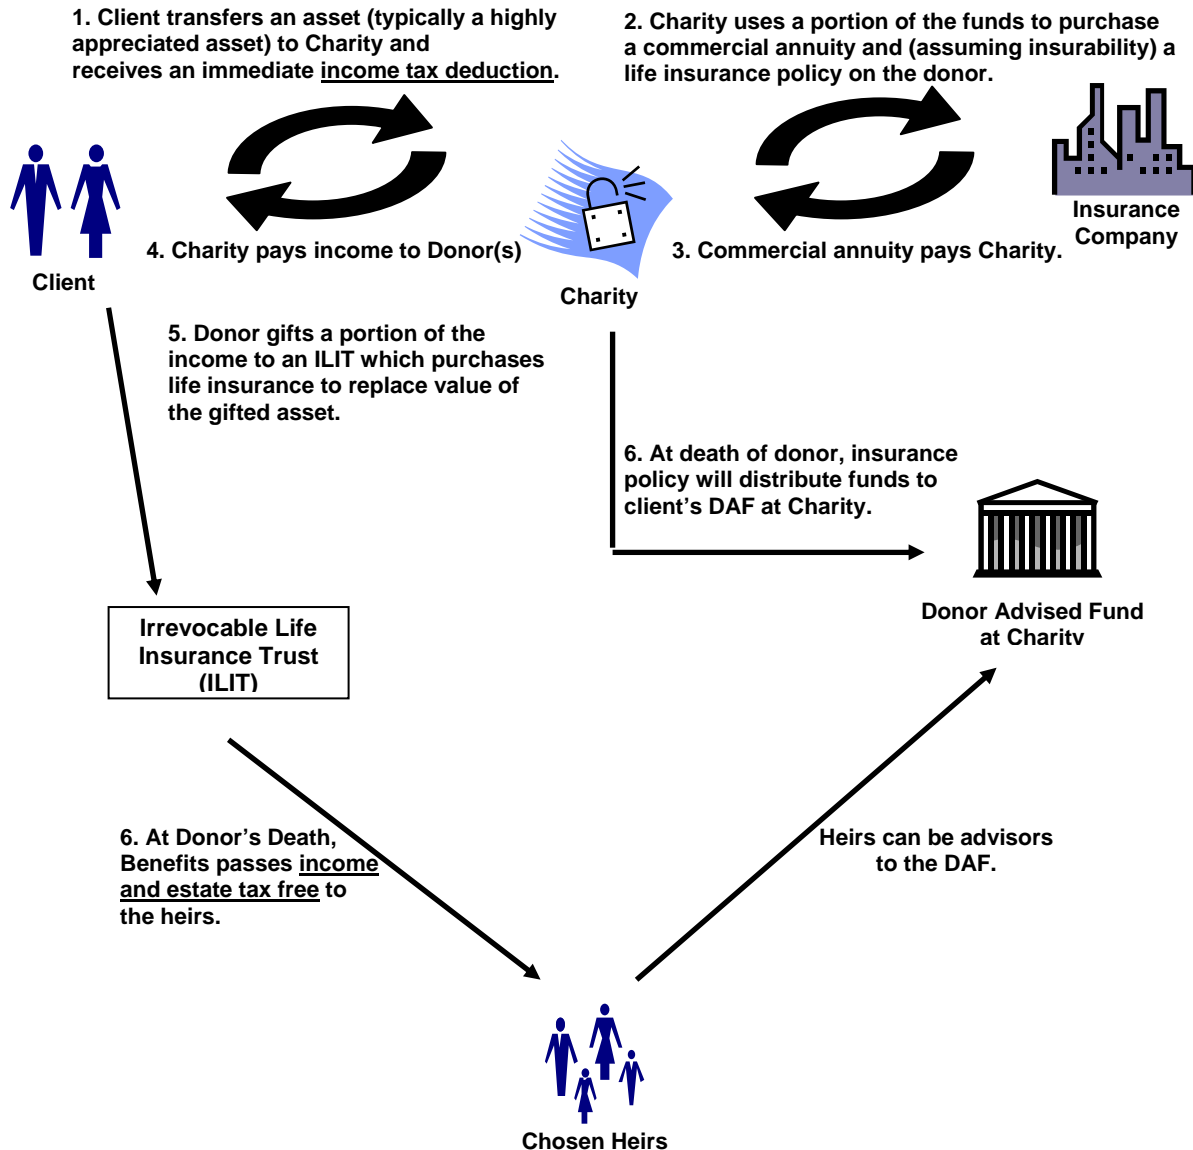 1. Client transfers an asset (typically a highly
appreciated asset) to Charity and
receives an immediate income tax deduction.
2. Charity uses a portion of the funds to purchase
a commercial annuity and (assuming insurability) a
life insurance policy on the donor.
Insurance
Company
4. Charity pays income to Donor(s)
3. Commercial annuity pays Charity.
Client
Charity
5. Donor gifts a portion of the
income to an ILIT which purchases
life insurance to replace value of
the gifted asset.
6. At death of donor, insurance
policy will distribute funds to
client's DAF at Charity.
Irrevocable Life
Insurance Trust
(ILIT)
Donor Advised Fund
at Charity
6. At Donor's Death,
Benefits passes income
and estate tax free to
the heirs.
Heirs can be advisors
to the DAF.
Chosen Heirs